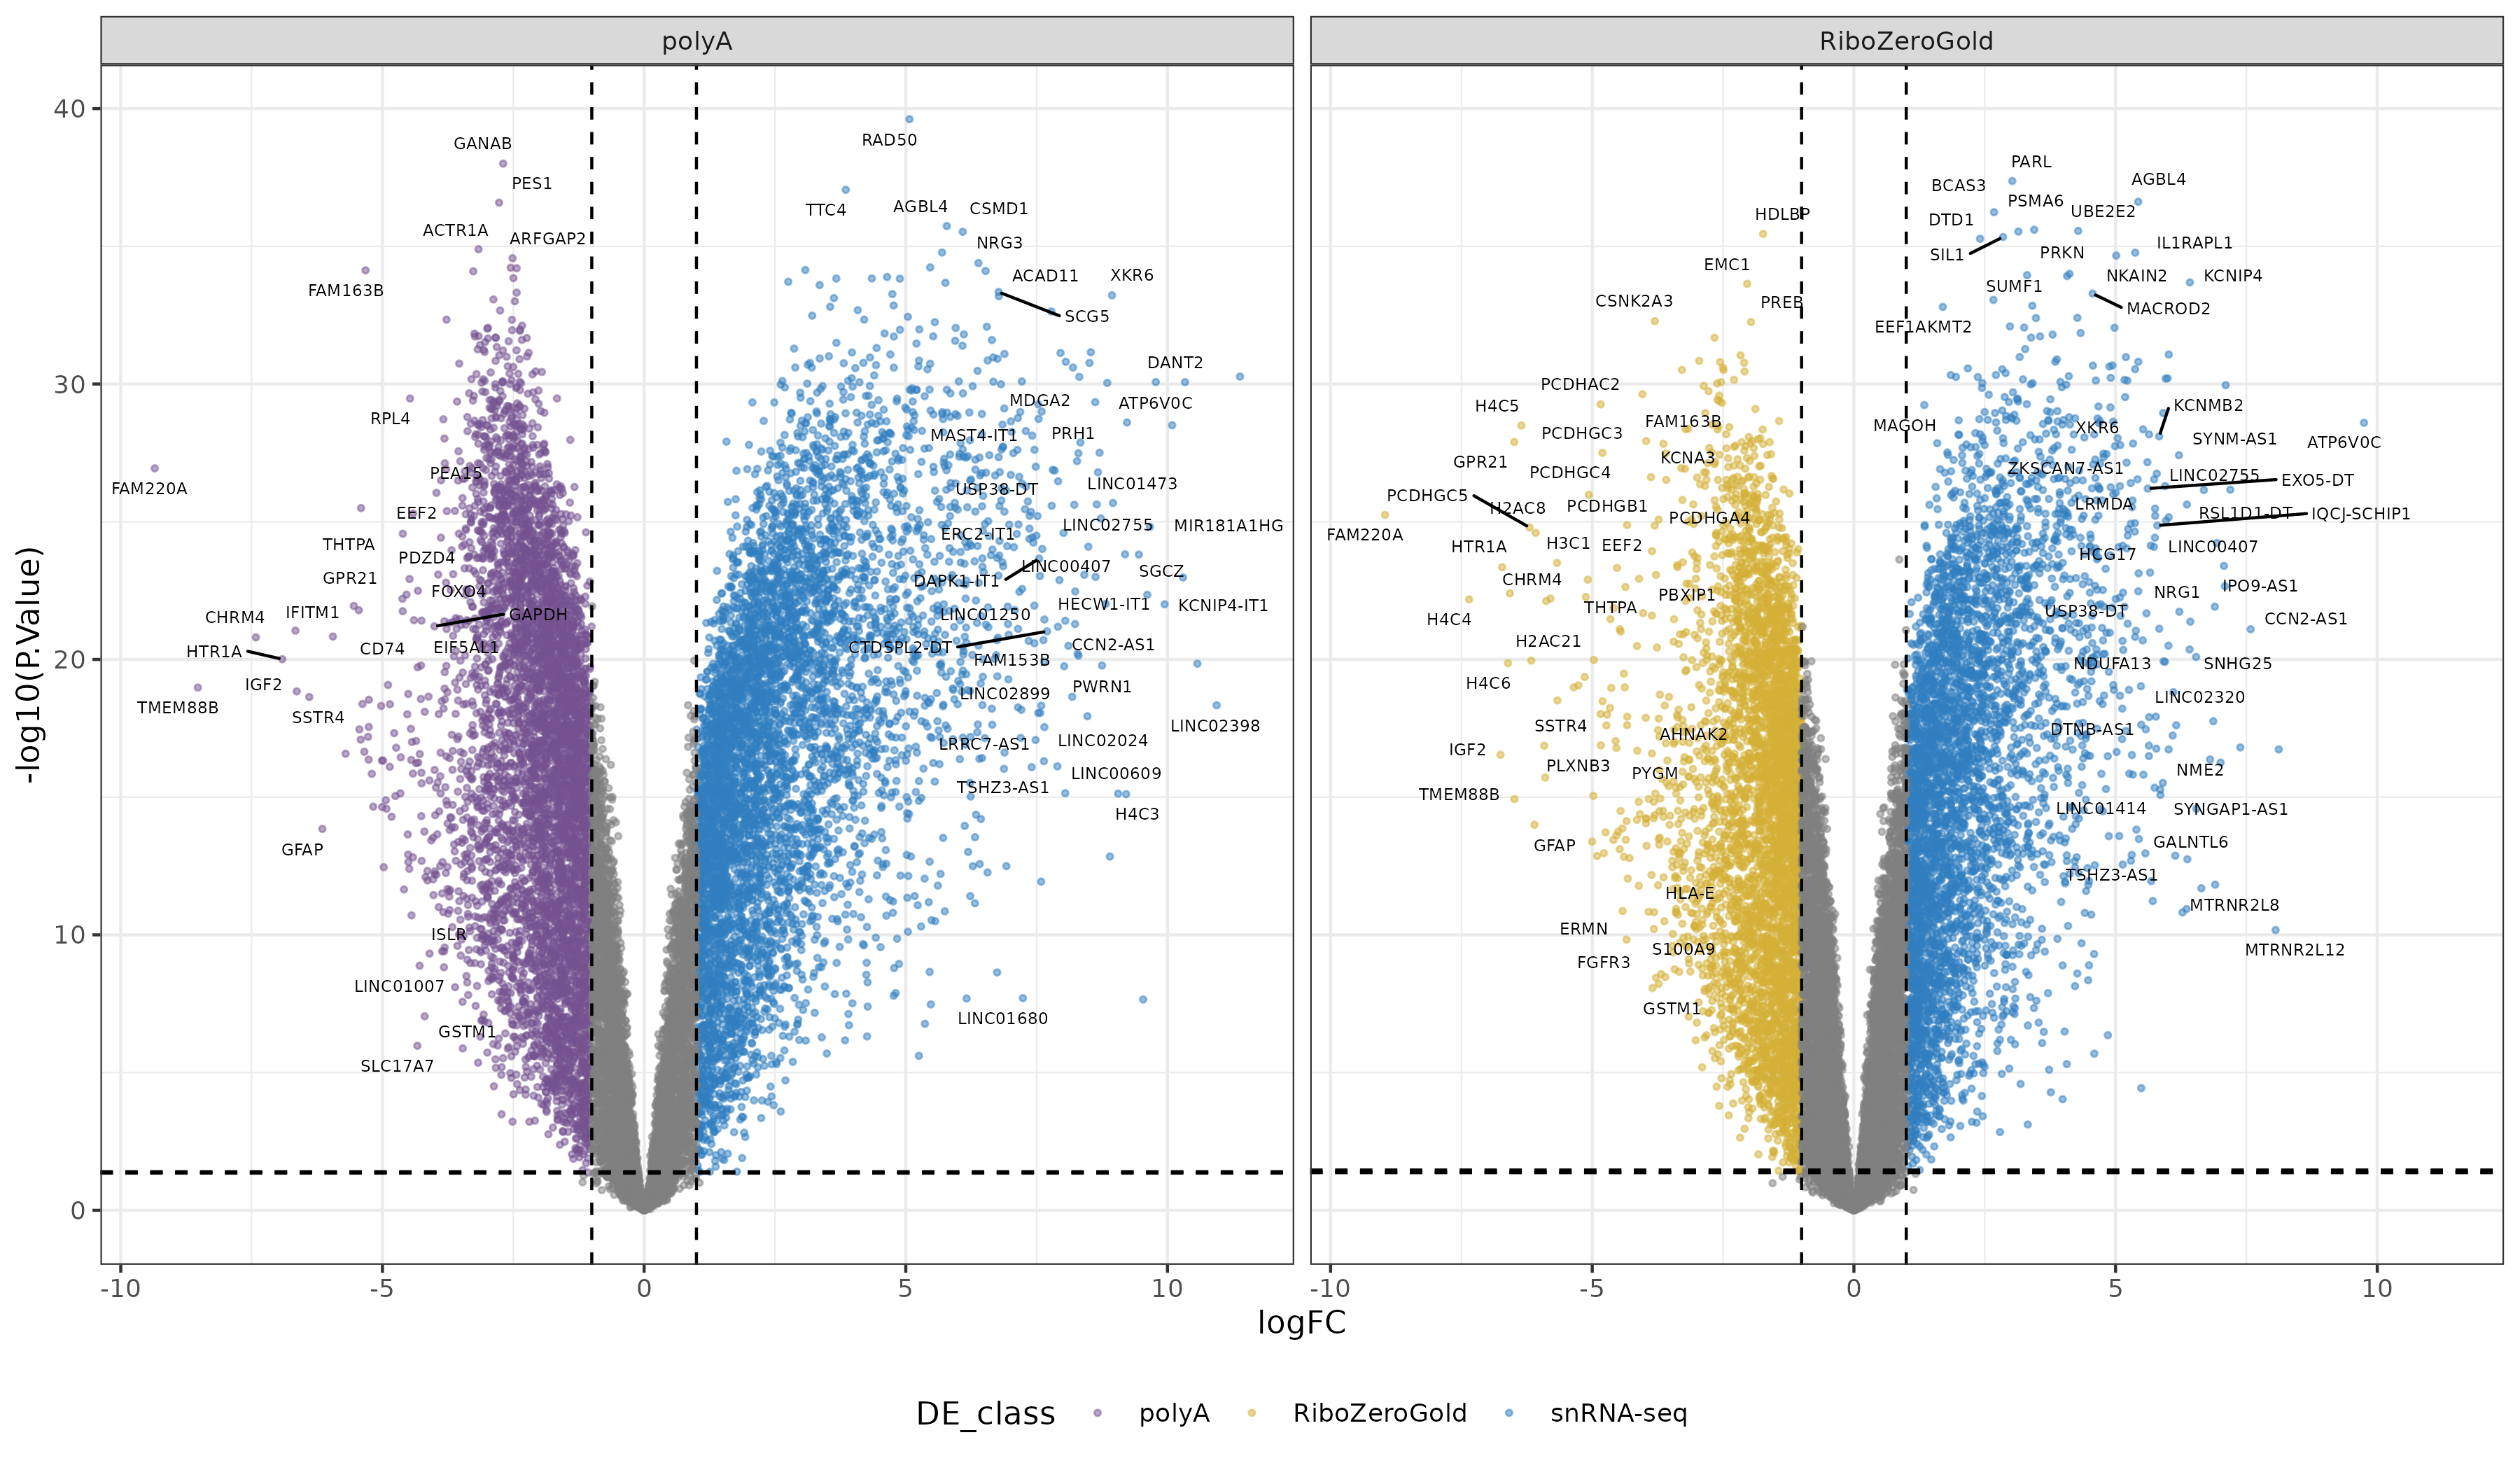 polyA
RiboZeroGold
-log10(P.Value)
40
30
20
10
0
GANAB
PES1
ACTR1A
ARFGAP2
FAM163B
RPL4
FAM220A
PEA15
EEF2
THTPA
PDZD4
GPR21
FOXO4
CHRM4
IFITM1
GAPDH
HTR1A
CD74
EIF5AL1
IGF2
TMEM88B
SSTR4
GFAP
ISLR
LINC01007
GSTM1
SLC17A7
RAD50
TTC4
AGBL4
CSMD1
NRG3
ACAD11
XKR6
SCG5
DANT2
MDGA2
ATP6V0C
MAST4-IT1
PRH1
USP38-DT
LINC01473
LINC02755
MIR181A1HG
ERC2-IT1
LINC00407
DAPK1-IT1
SGCZ
HECW1-IT1
KCNIP4-IT1
LINC01250
CTDSPL2-DT
CCN2-AS1
FAM153B
LINC02899
PWRN1
LINC02398
LRRC7-AS1
LINC02024
TSHZ3-AS1
LINC00609
H4C3
LINC01680
HDLBP
EMC1
CSNK2A3
PREB
PCDHAC2
H4C5
FAM163B
PCDHGC3
GPR21
KCNA3
PCDHGC4
PCDHGC5
H2AC8
PCDHGB1
PCDHGA4
FAM220A
HTR1A
H3C1
EEF2
CHRM4
PBXIP1
THTPA
H4C4
H2AC21
H4C6
SSTR4
AHNAK2
IGF2
PLXNB3
PYGM
TMEM88B
GFAP
HLA-E
ERMN
S100A9
FGFR3
GSTM1
PARL
BCAS3
AGBL4
PSMA6
UBE2E2
DTD1
SIL1
PRKN
IL1RAPL1
SUMF1
NKAIN2
KCNIP4
MACROD2
EEF1AKMT2
KCNMB2
MAGOH
XKR6
SYNM-AS1
ATP6V0C
ZKSCAN7-AS1
LINC02755
EXO5-DT
LRMDA
RSL1D1-DT
IQCJ-SCHIP1
HCG17
LINC00407
NRG1
IPO9-AS1
USP38-DT
CCN2-AS1
NDUFA13
SNHG25
LINC02320
DTNB-AS1
NME2
LINC01414
SYNGAP1-AS1
GALNTL6
TSHZ3-AS1
MTRNR2L8
MTRNR2L12
-10
-5
0
5
10
-10
-5
0
5
10
logFC
DE_class
polyA
RiboZeroGold
snRNA-seq